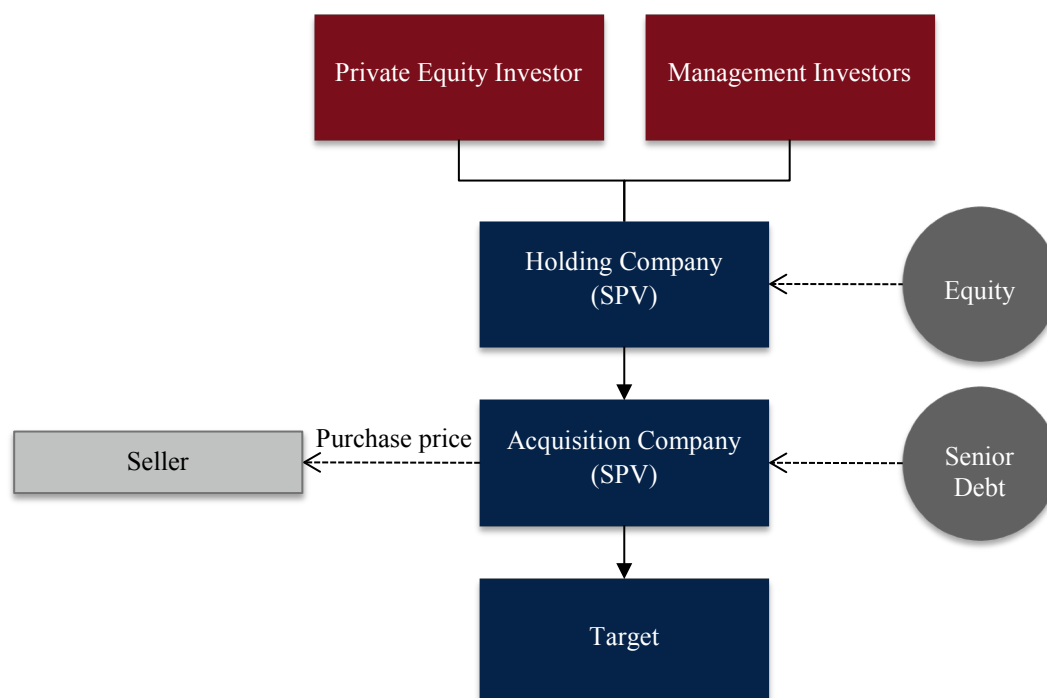 Private Equity Investor
Management Investors
Holding Company
(SPV)
Equity
Purchase price
Seller
Acquisition Company
(SPV)
Senior
Debt
Target